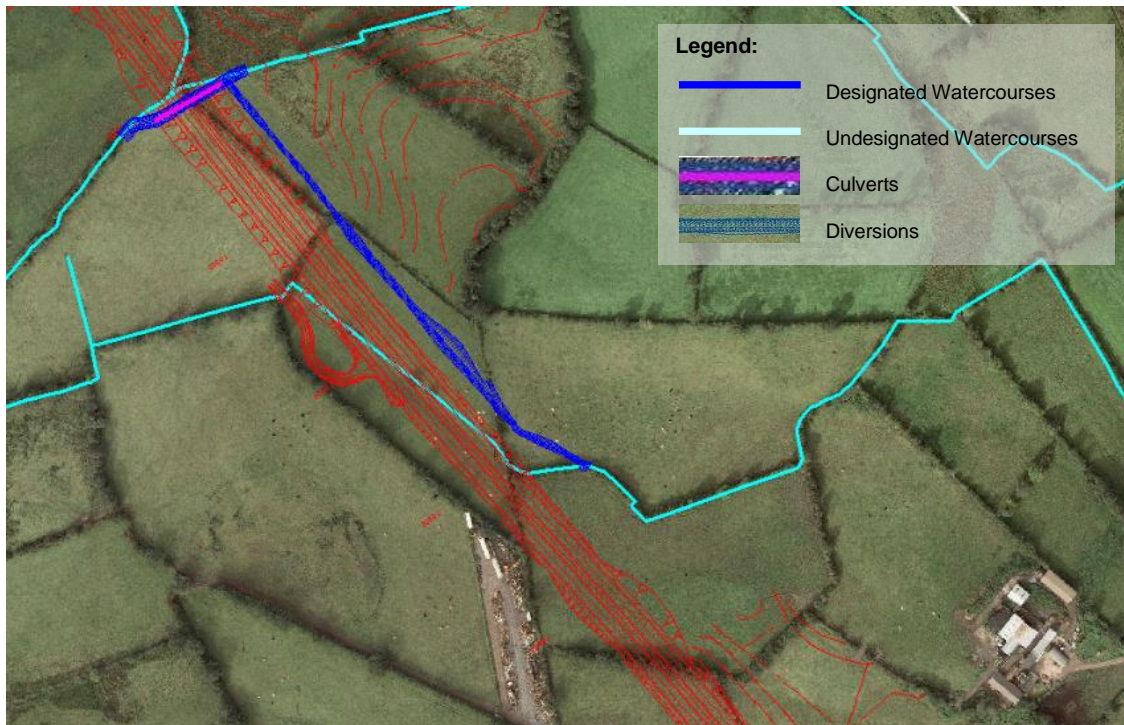 Legend:
Designated Watercourses
Undesignated Watercourses
Culverts
Diversions